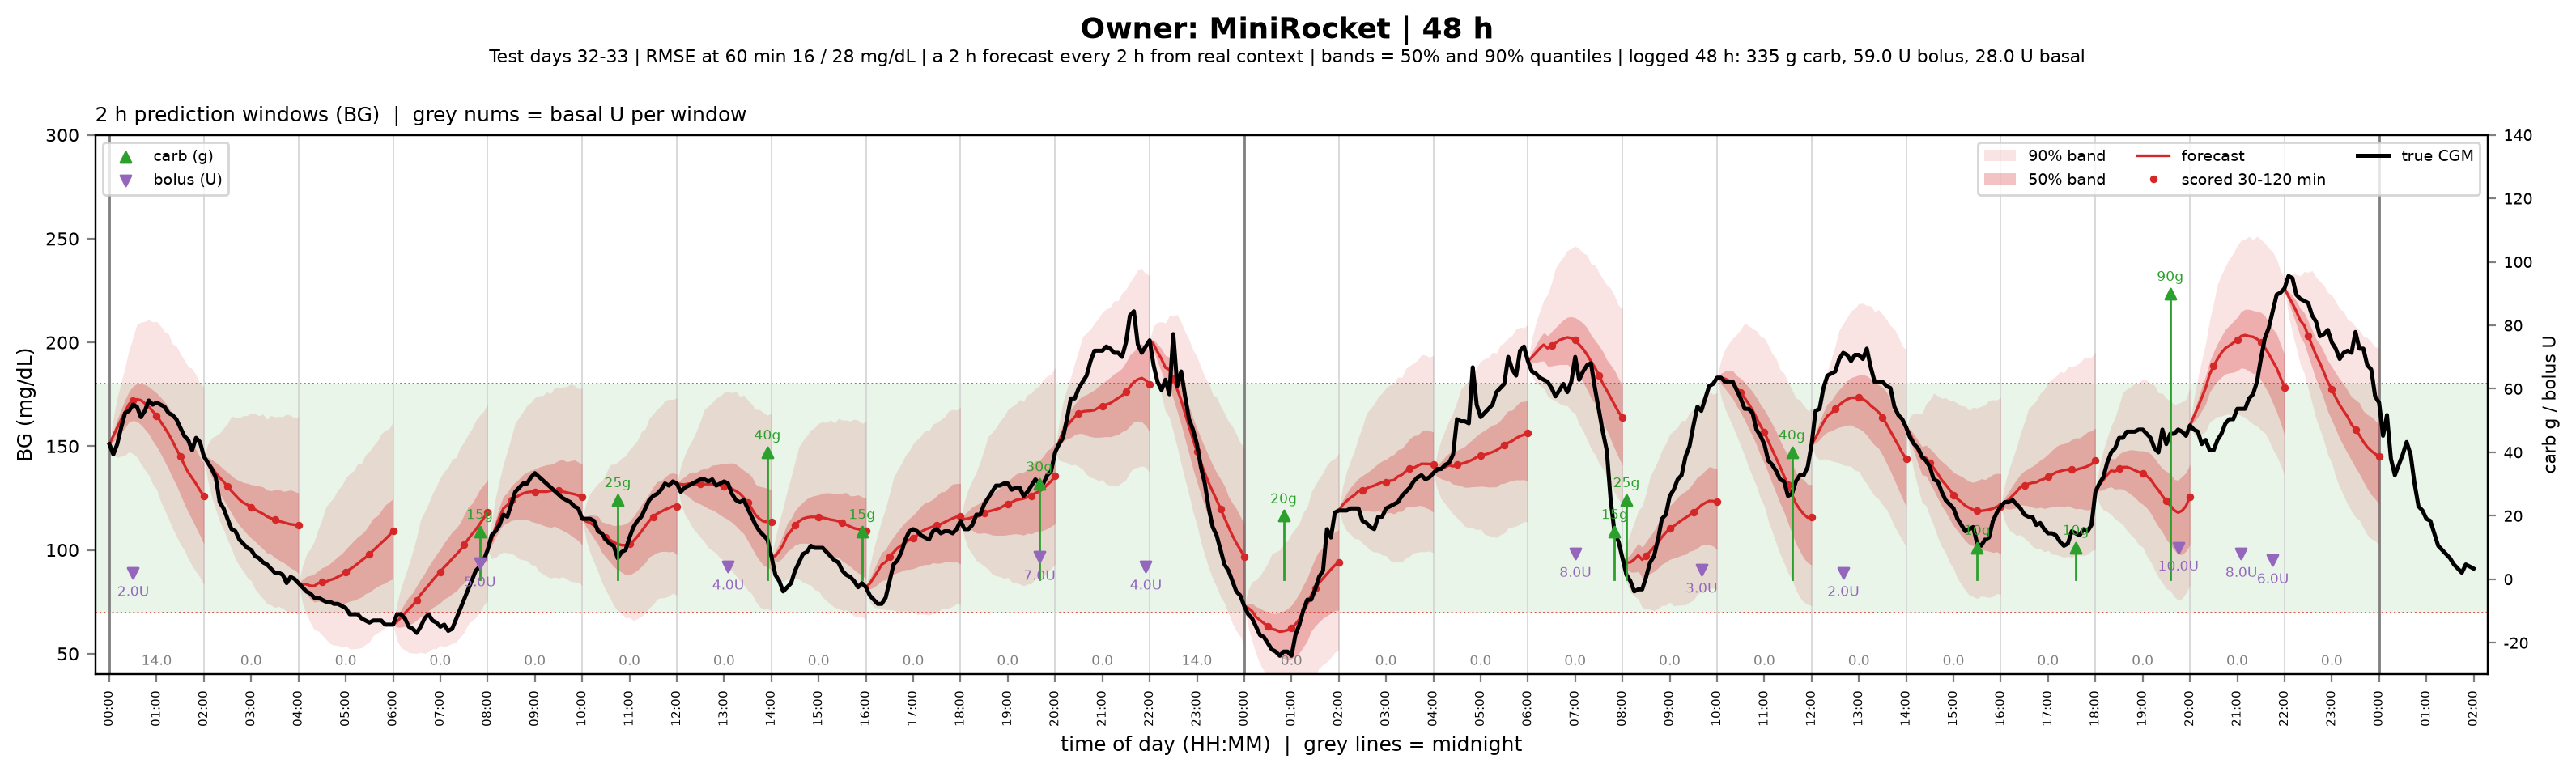 Owner: MiniRocket | 48 h
Test days 32-33 | RMSE at 60 min 16 / 28 mg/dL | a 2 h forecast every 2 h from real context | bands = 50% and 90% quantiles | logged 48 h: 335 g carb, 59.0 U bolus, 28.0 U basal
2 h prediction windows (BG) | grey nums = basal U per window
carb (g)
bolus (U)
90% band
50% band
forecast
scored 30-120 min
true CGM
BG (mg/dL)
300
250
200
150
100
50
carb g / bolus U
140
120
100
80
60
40
20
0
-20
15g
25g
40g
15g
30g
20g
15g
25g
40g
10g
10g
90g
2.0U
5.0U
4.0U
7.0U
4.0U
8.0U
3.0U
2.0U
10.0U
8.0U
6.0U
14.0 0.0 0.0 0.0 0.0 0.0 0.0 0.0 0.0 0.0 0.0 14.0 0.0 0.0 0.0 0.0 0.0 0.0 0.0 0.0 0.0 0.0 0.0 0.0
00:00 01:00 02:00 03:00 04:00 05:00 06:00 07:00 08:00 09:00 10:00 11:00 12:00 13:00 14:00 15:00 16:00 17:00 18:00 19:00 20:00 21:00 22:00 23:00 00:00 01:00 02:00 03:00 04:00 05:00 06:00 07:00 08:00 09:00 10:00 11:00 12:00 13:00 14:00 15:00 16:00 17:00 18:00 19:00 20:00 21:00 22:00 23:00 00:00 01:00 02:00
time of day (HH:MM) | grey lines = midnight